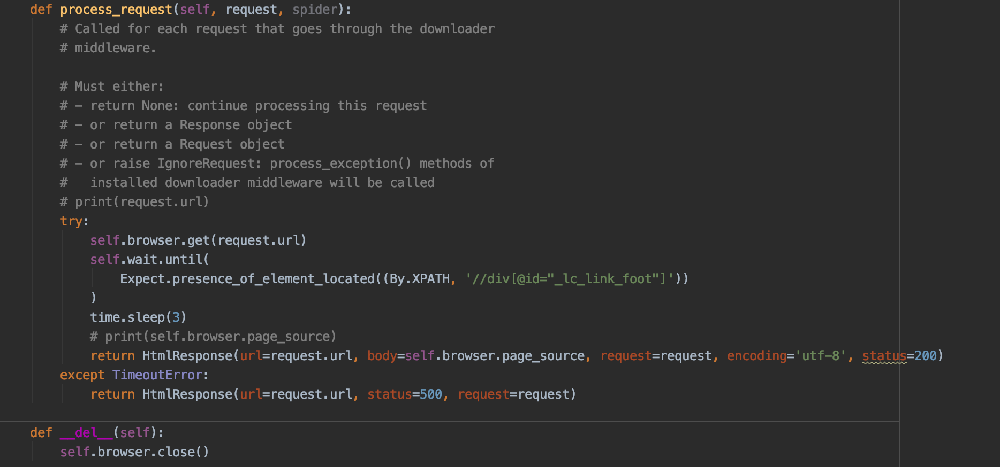 def process_request(self, request, spider):
    # Called for each request that goes through the downloader
    # middleware.

    # Must either:
    # - return None: continue processing this request
    # - or return a Response object
    # - or return a Request object
    # - or raise IgnoreRequest: process_exception() methods of
    #   installed downloader middleware will be called
    # print(request.url)
    try:
        self.browser.get(request.url)
        self.wait.until(
            Expect.presence_of_element_located((By.XPATH, '//div[@id="_lc_link_foot"]'))
        )
        time.sleep(3)
        # print(self.browser.page_source)
        return HtmlResponse(url=request.url, body=self.browser.page_source, request=request, encoding='utf-8', status=200)
    except TimeoutError:
        return HtmlResponse(url=request.url, status=500, request=request)

def __del__(self):
    self.browser.close()